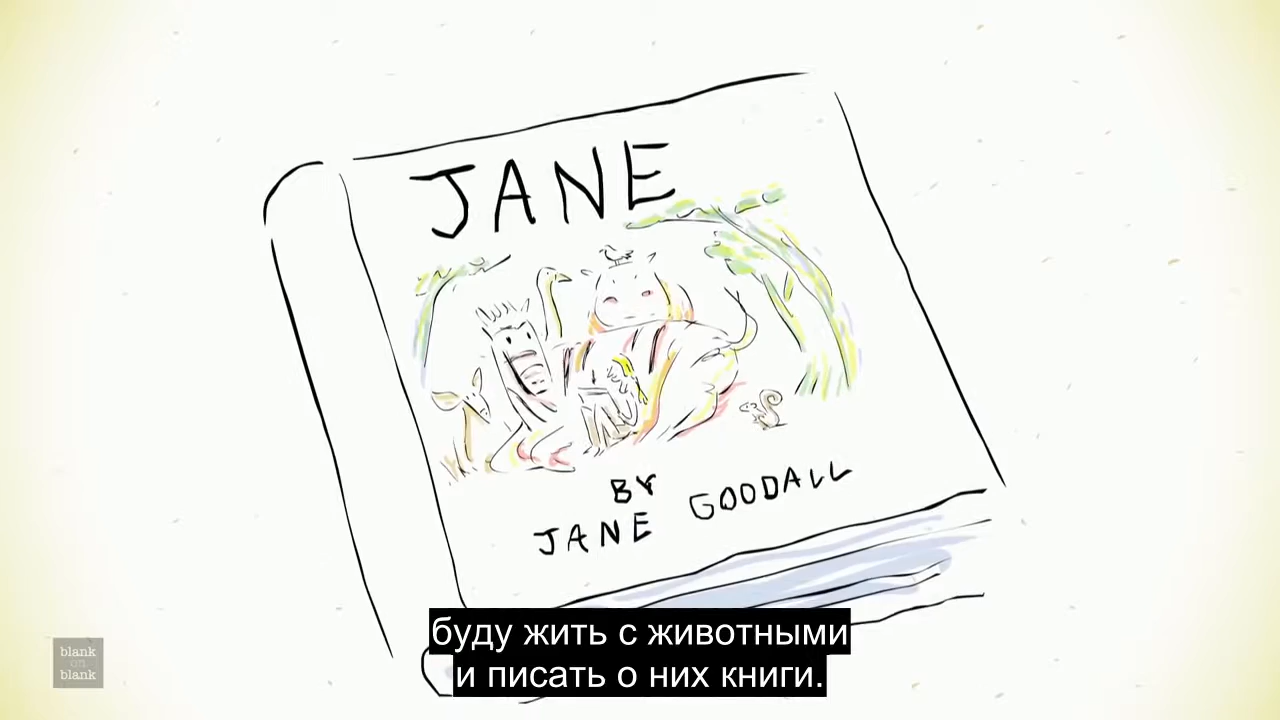 JANE
BY
JANE GOODALL
буду жить с животными
и писать о них книги.
blank
on
blank